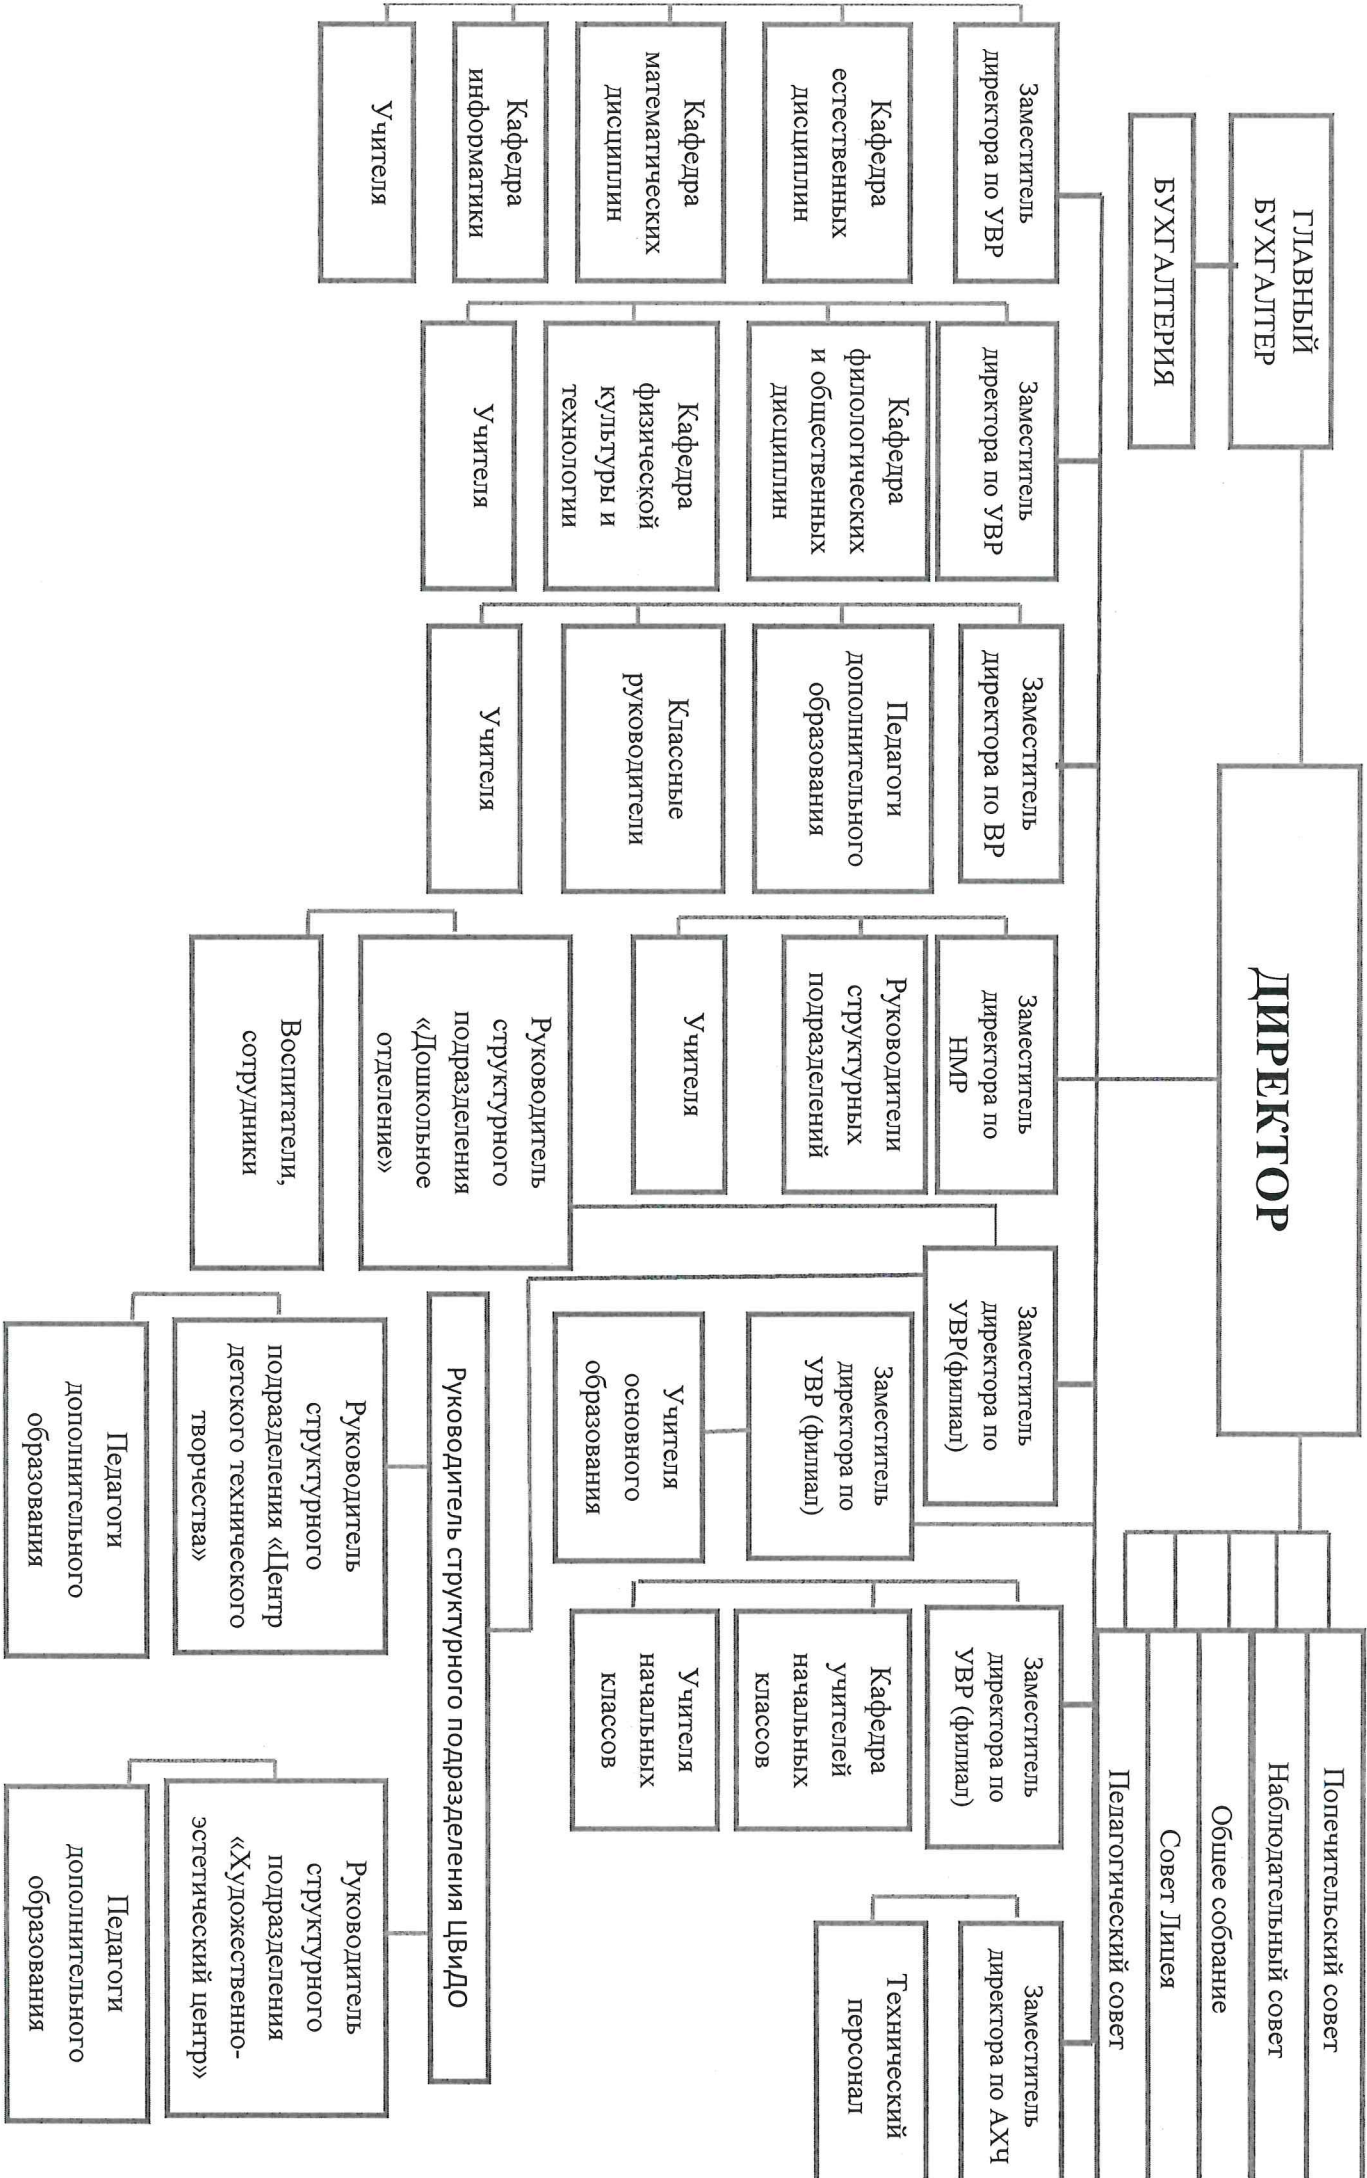 ДИРЕКТОР
ГЛАВНЫЙ
БУХГАЛТЕР
БУХГАЛТЕРИЯ
Попечительский совет
Наблюдательный совет
Общее собрание
Совет Лицея
Педагогический совет
Заместитель
директора по УВР
Кафедра
естественных
дисциплин
Кафедра
математических
дисциплин
Кафедра
информатики
Учителя
Заместитель
директора по УВР
Кафедра
филологических
и общественных
дисциплин
Кафедра
физической
культуры и
технологии
Учителя
Заместитель
директора по ВР
Педагоги
дополнительного
образования
Классные
руководители
Учителя
Заместитель
директора по
НМР
Руководители
структурных
подразделений
Учителя
Заместитель
директора по
УВР(филиал)
Руководитель
структурного
подразделения
«Дошкольное
отделение»
Воспитатели,
сотрудники
Заместитель
директора по
УВР (филиал)
Учителя
основного
образования
Заместитель
директора по
УВР (филиал)
Кафедра
учителей
начальных
классов
Учителя
начальных
классов
Заместитель
директора по АХЧ
Технический
персонал
Руководитель структурного подразделения ЦВиДО
Руководитель
структурного
подразделения «Центр
детского технического
творчества»
Педагоги
дополнительного
образования
Руководитель
структурного
подразделения
«Художественно-
эстетический центр»
Педагоги
дополнительного
образования